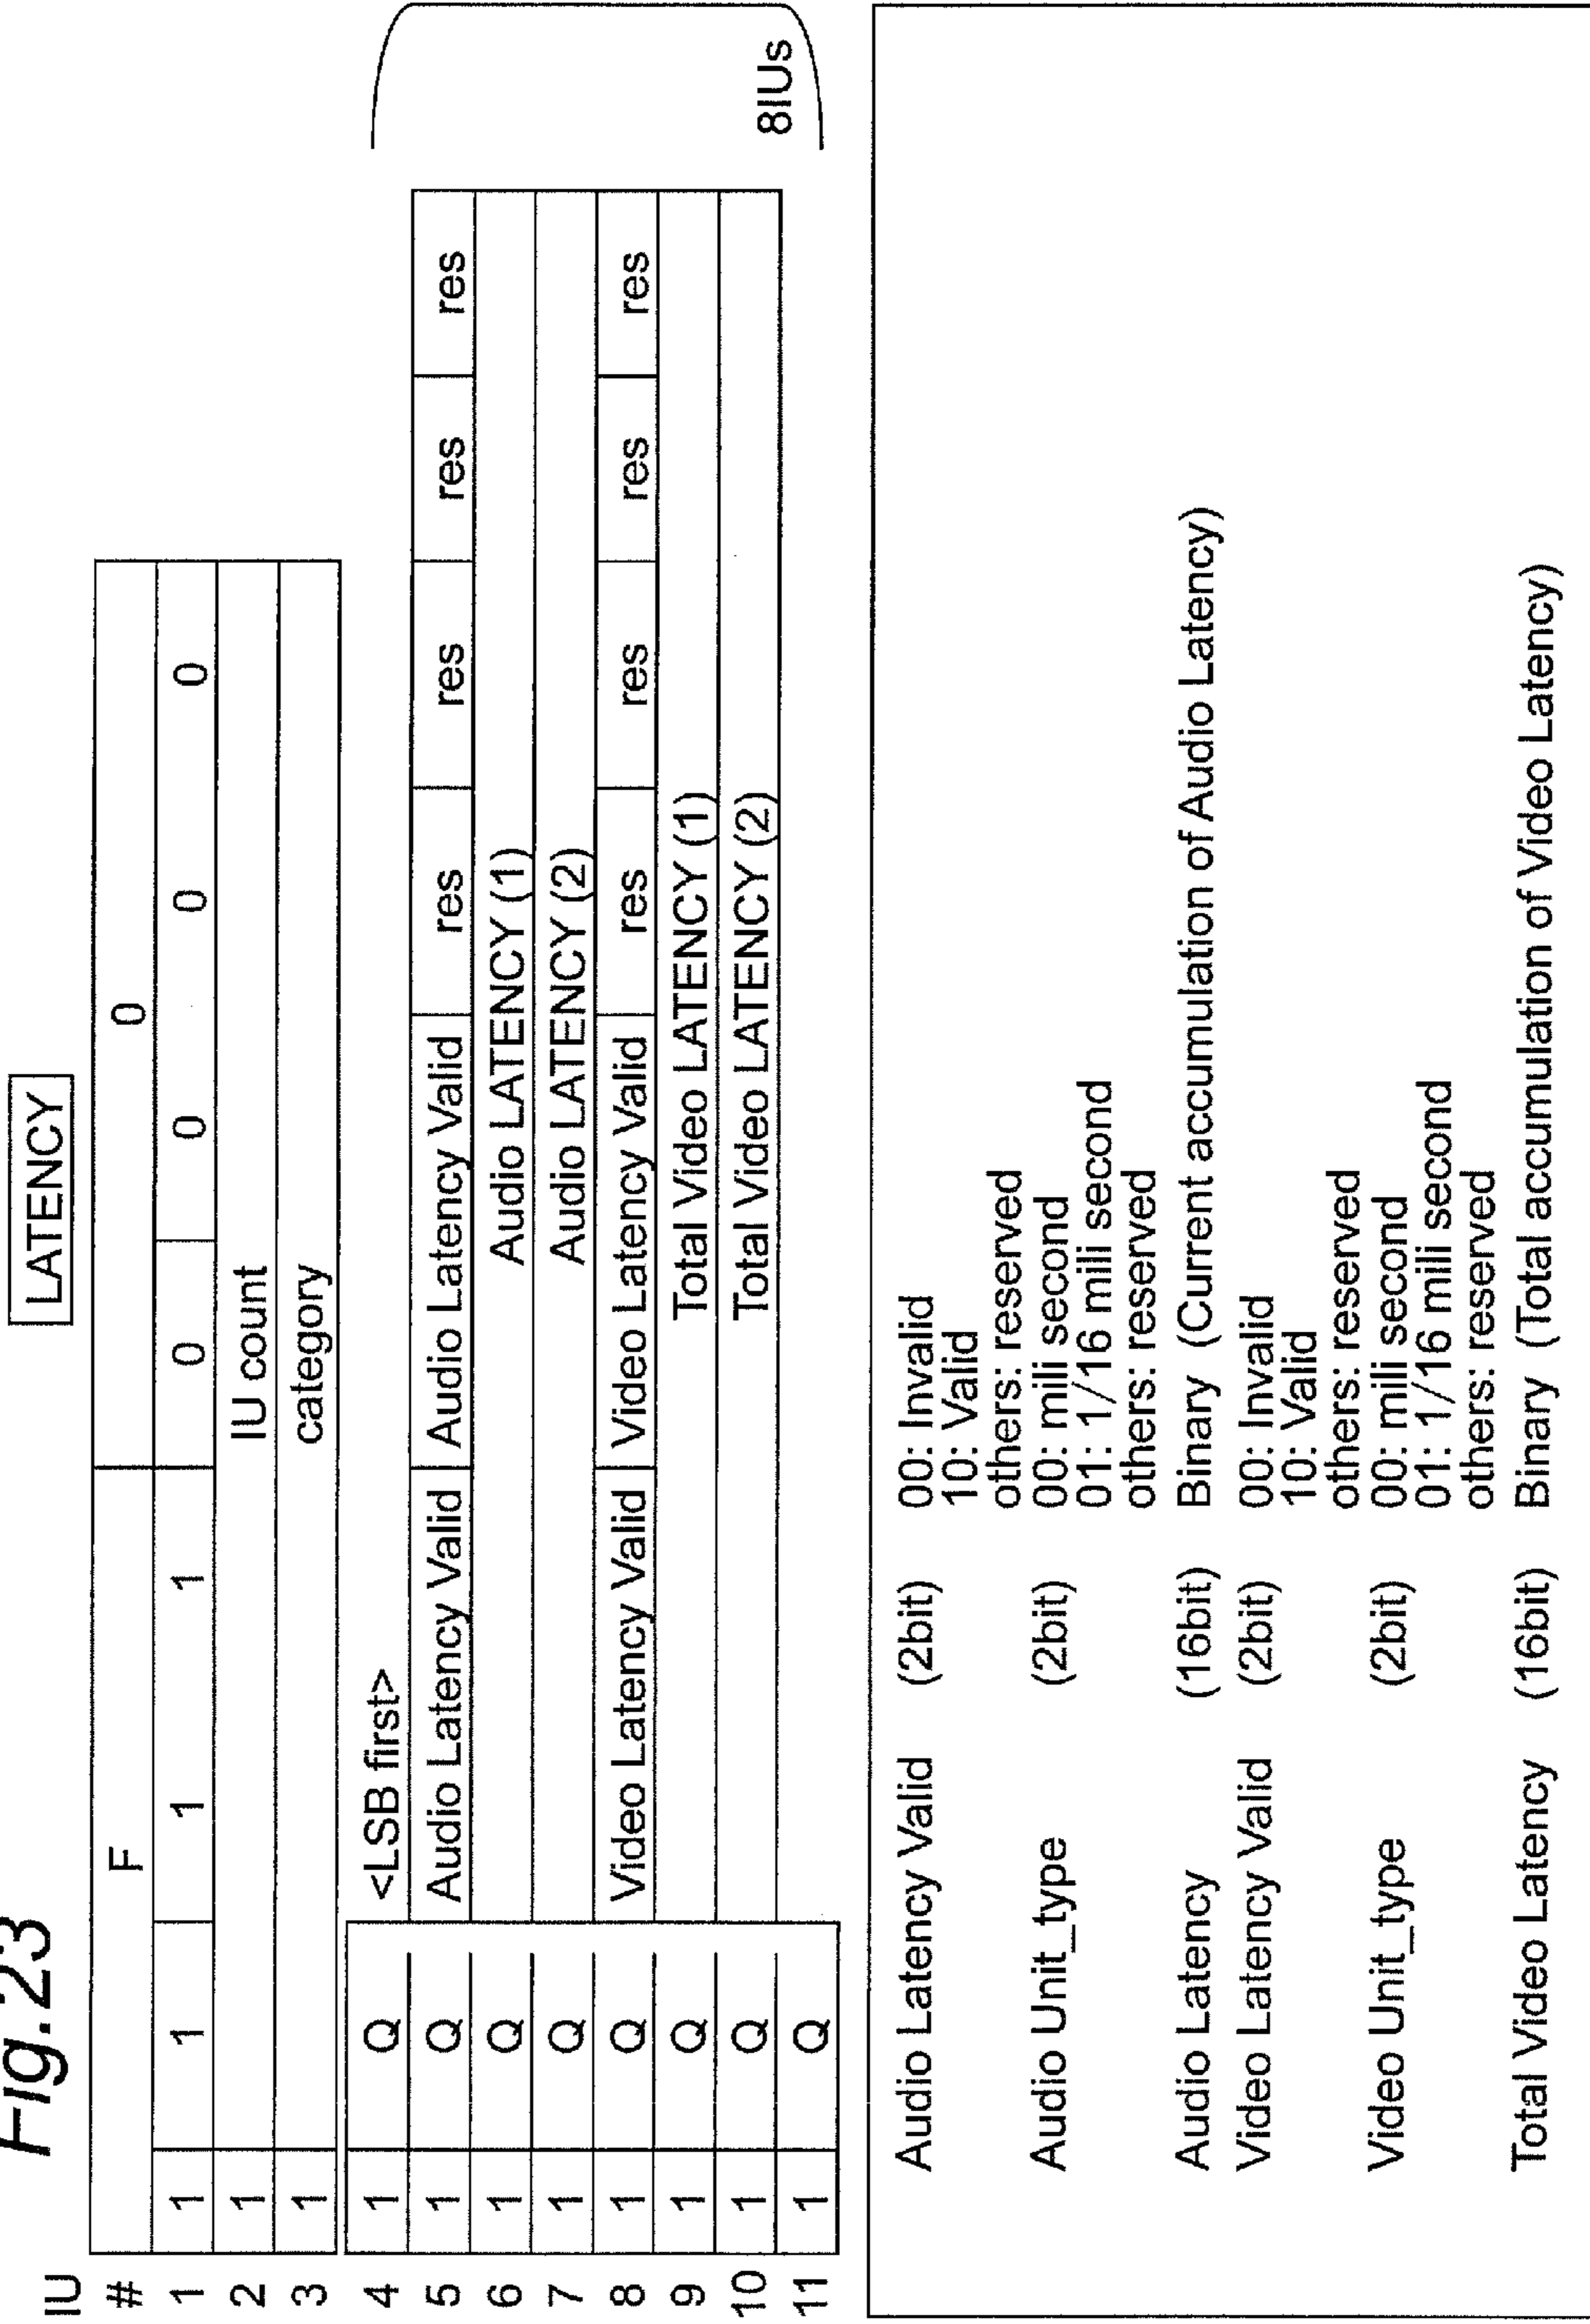 Fig.23
LATENCY
IU
# F 0
1 1 1 1 1 0 0 0 0
2 1 IU count
3 1 category
4 1 Q <LSB first>
5 1 Q Audio Latency Valid Audio Latency Valid res res res res
6 1 Q Audio LATENCY (1)
7 1 Q Audio LATENCY (2)
8 1 Q Video Latency Valid Video Latency Valid res res res res
9 1 Q Total Video LATENCY (1)
10 1 Q Total Video LATENCY (2)
11 1 Q
8IUs
Audio Latency Valid (2bit) 00: Invalid
10: Valid
others: reserved
Audio Unit_type (2bit) 00: mili second
01: 1/16 mili second
others: reserved
Audio Latency (16bit) Binary (Current accumulation of Audio Latency)
Video Latency Valid (2bit) 00: Invalid
10: Valid
others: reserved
Video Unit_type (2bit) 00: mili second
01: 1/16 mili second
others: reserved
Total Video Latency (16bit) Binary (Total accumulation of Video Latency)